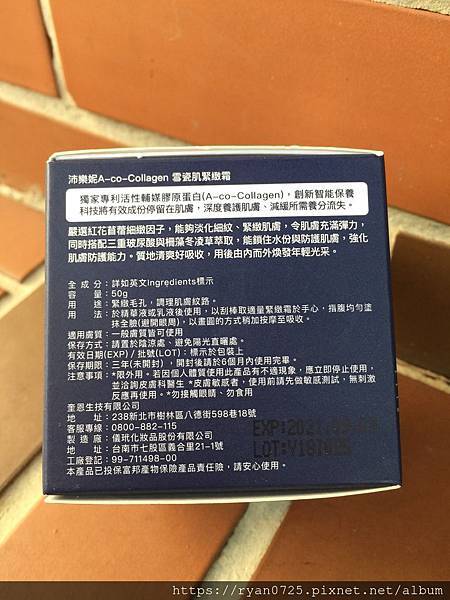 沛樂妮A-co-Collagen 雪瓷肌緊緻霜
獨家專利活性輔媒膠原蛋白(A-co-Collagen)，創新智能保養
科技將有效成份停留在肌膚，深度養護肌膚、減緩所需養分流失。
嚴選紅花苜蓿細緻因子，能夠淡化細紋、緊緻肌膚，令肌膚充滿彈力，
同時搭配三重玻尿酸與柵藻冬凌草萃取，能鎖住水份與防護肌膚，強化
肌膚防護能力。質地清爽好吸收，用後由內而外煥發年輕光采。
全 成 分：詳如英文Ingredients標示
容 量：50g
用 途：緊緻毛孔，調理肌膚紋路。
用 法：於精華液或乳液後使用，以刮棒取適量緊緻霜於手心，指腹均勻塗
抹全臉(避開眼周)，以畫圓的方式稍加按摩至吸收。
適用膚質：一般膚質皆可使用
保存方法：請置於陰涼處、避免陽光直曬處。
有效日期(EXP) / 批號(LOT)：標示於包裝上
保存期限：三年(未開封)，開封後請於6個月內使用完畢。
注意事項：*限外用。若因個人體質使用此產品有不適現象，應立即停止使用，
並洽詢皮膚科醫生 *皮膚敏感者，使用前請先做敏感測試，無刺激
反應再使用。*勿接觸眼睛、勿食用
奎恩生技有限公司
地 址：238新北市樹林區八德街598巷18號
客服專線：0800-882-115
製 造 廠：儀玳化妝品股份有限公司
地 址：台南市七股區義合里21-1號
工廠登記：99-711498-00
本產品已投保富邦產物保險產品責任險，請安心使用。
EXP:2021
LOT:
https://ryan0725.pixnet.net/album